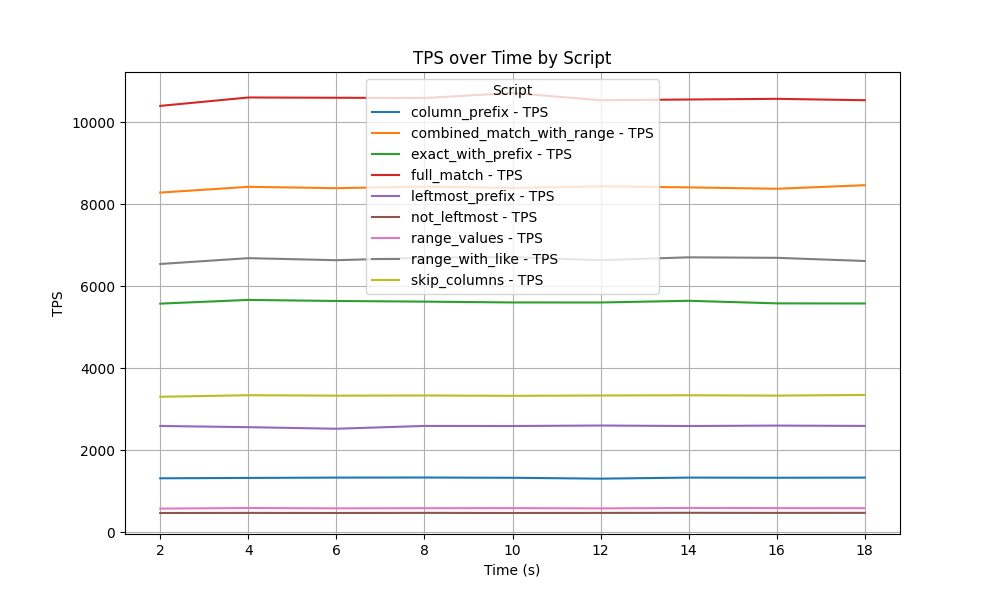 TPS over Time by Script
Script
column_prefix - TPS
combined_match_with_range - TPS
exact_with_prefix - TPS
full_match - TPS
leftmost_prefix - TPS
not_leftmost - TPS
range_values - TPS
range_with_like - TPS
skip_columns - TPS
TPS
10000
8000
6000
4000
2000
0
2 4 6 8 10 12 14 16 18
Time (s)